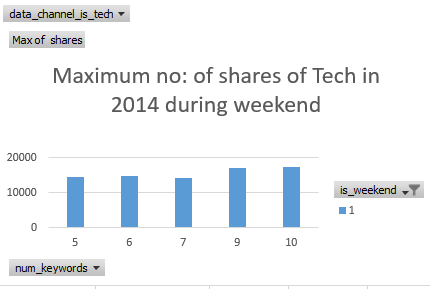 data_channel_is_tech
Max of shares
Maximum no: of shares of Tech in
2014 during weekend
20000
10000
0
5 6 7 9 10
is_weekend
1
num_keywords